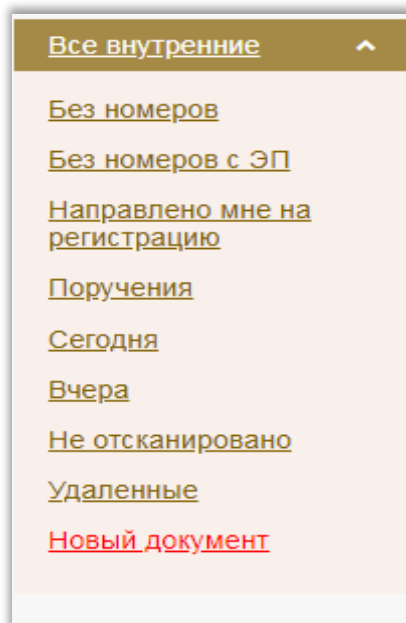 Все внутренние
Без номеров
Без номеров с ЭП
Направлено мне на
регистрацию
Поручения
Сегодня
Вчера
Не отсканировано
Удаленные
Новый документ